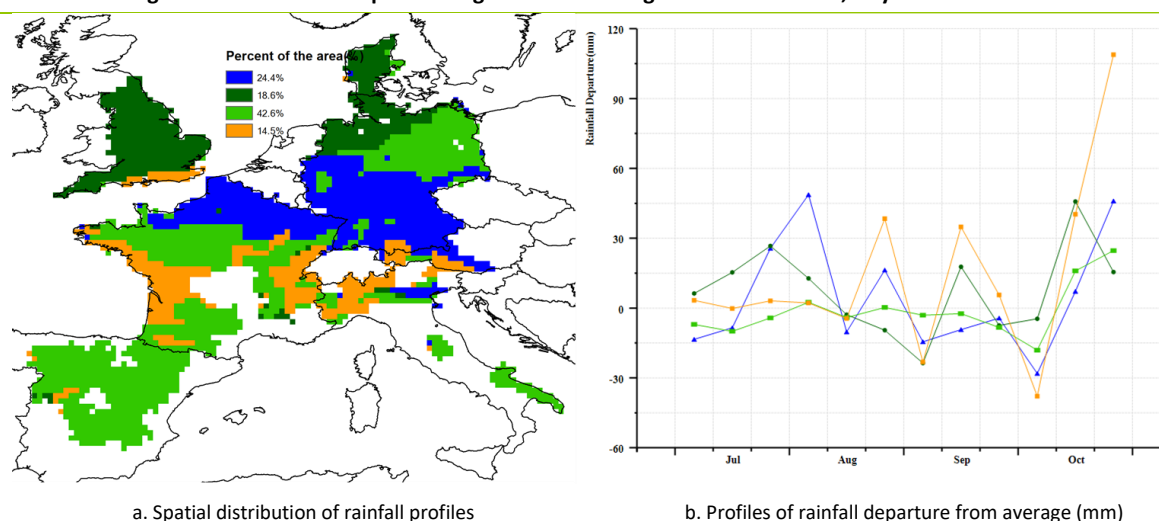 Percent of the area(%)
24.4%
18.6%
42.6%
14.5%
a. Spatial distribution of rainfall profiles
Rainfall Departure(mm)
120
90
60
30
0
-30
-60
Jul
Aug
Sep
Oct
b. Profiles of rainfall departure from average (mm)